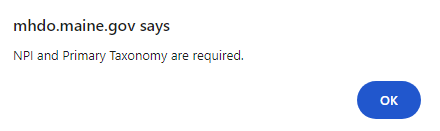 mhdo.maine.gov says
NPI and Primary Taxonomy are required.
OK